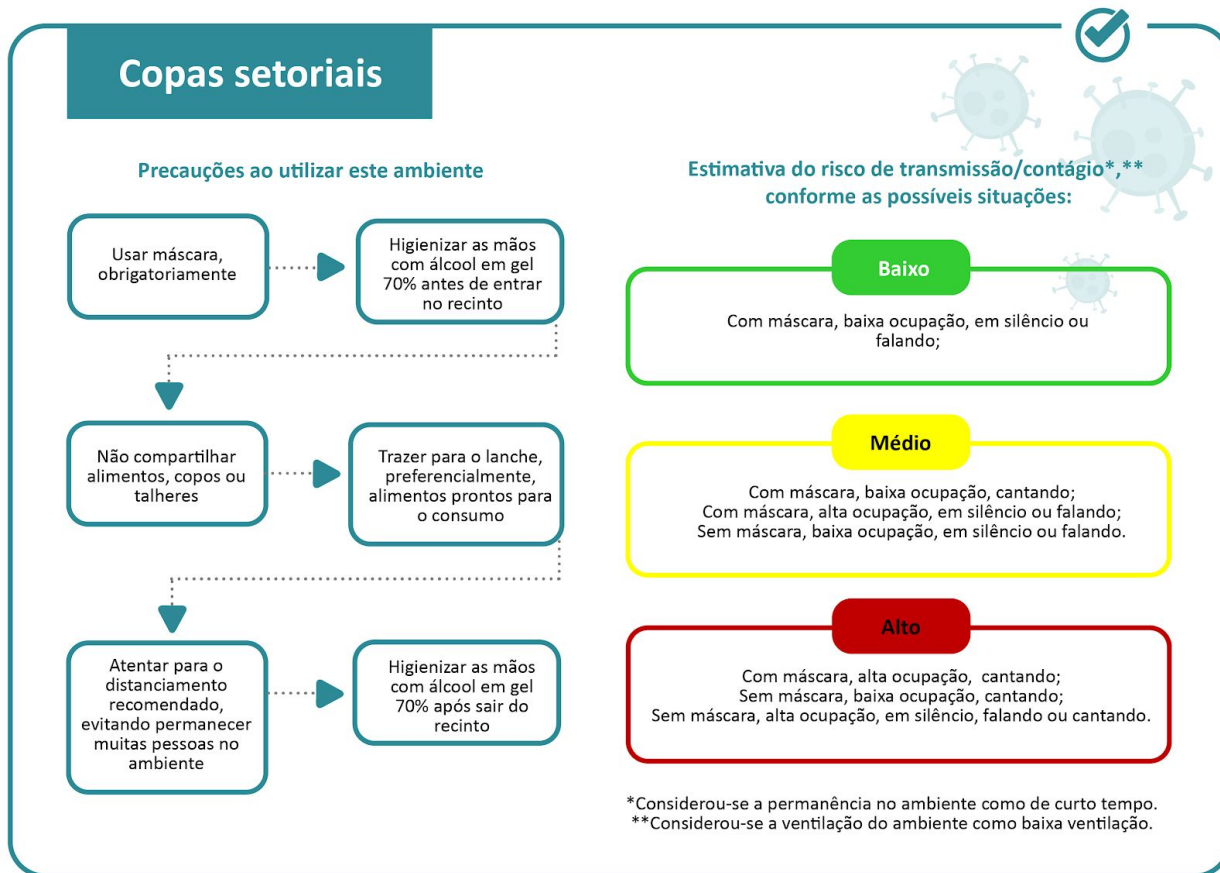 Copas setoriais
Precauções ao utilizar este ambiente
Usar máscara,
obrigatoriamente
Higienizar as mãos
com álcool em gel
70% antes de entrar
no recinto
Não compartilhar
alimentos, copos ou
talheres
Trazer para o lanche,
preferencialmente,
alimentos prontos para
o consumo
Atentar para o
distanciamento
recomendado,
evitando permanecer
muitas pessoas no
ambiente
Higienizar as mãos
com álcool em gel
70% após sair do
recinto
Estimativa do risco de transmissão/contágio*,**
conforme as possíveis situações:
Baixo
Com máscara, baixa ocupação, em silêncio ou
falando;
Médio
Com máscara, baixa ocupação, cantando;
Com máscara, alta ocupação, em silêncio ou falando;
Sem máscara, baixa ocupação, em silêncio ou falando.
Alto
Com máscara, alta ocupação, cantando;
Sem máscara, baixa ocupação, cantando;
Sem máscara, alta ocupação, em silêncio, falando ou cantando.
*Considerou-se a permanência no ambiente como de curto tempo.
**Considerou-se a ventilação do ambiente como baixa ventilação.